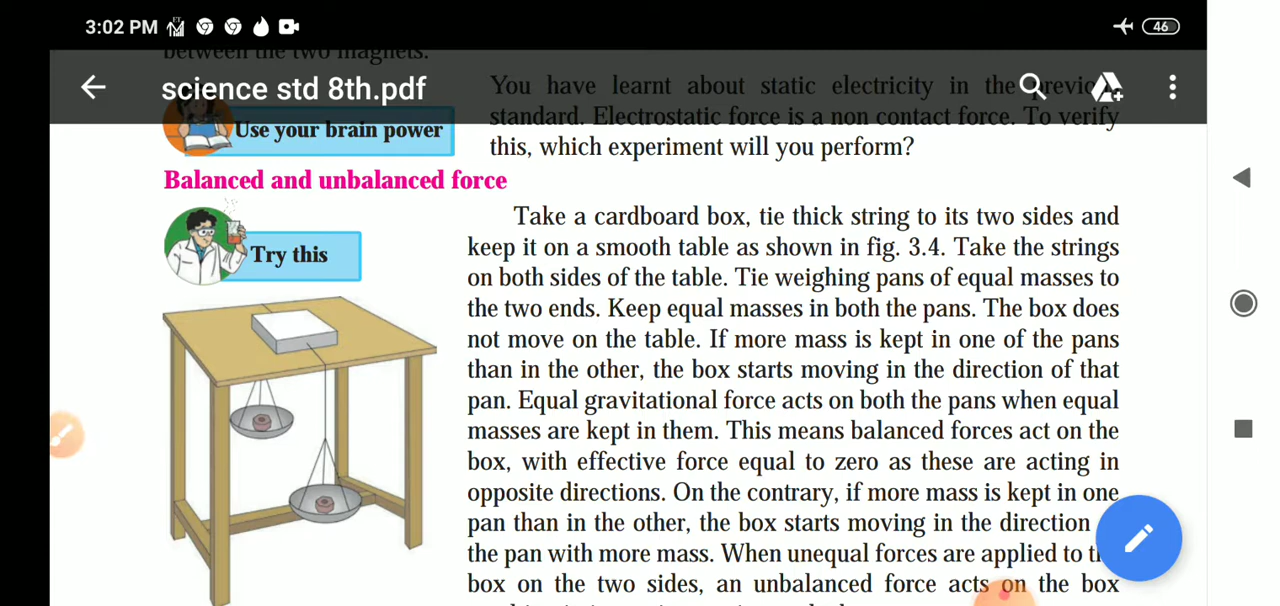 3:02 PM
46
between the two magnets.
science std 8th.pdf
You have learnt about static electricity in the
standard. Electrostatic force is a non contact force. To verify
this, which experiment will you perform?
Use your brain power
Balanced and unbalanced force
Try this
Take a cardboard box, tie thick string to its two sides and
keep it on a smooth table as shown in fig. 3.4. Take the strings
on both sides of the table. Tie weighing pans of equal masses to
the two ends. Keep equal masses in both the pans. The box does
not move on the table. If more mass is kept in one of the pans
than in the other, the box starts moving in the direction of that
pan. Equal gravitational force acts on both the pans when equal
masses are kept in them. This means balanced forces act on the
box, with effective force equal to zero as these are acting in
opposite directions. On the contrary, if more mass is kept in one
pan than in the other, the box starts moving in the direction
the pan with more mass. When unequal forces are applied to
box on the two sides, an unbalanced force acts on the box